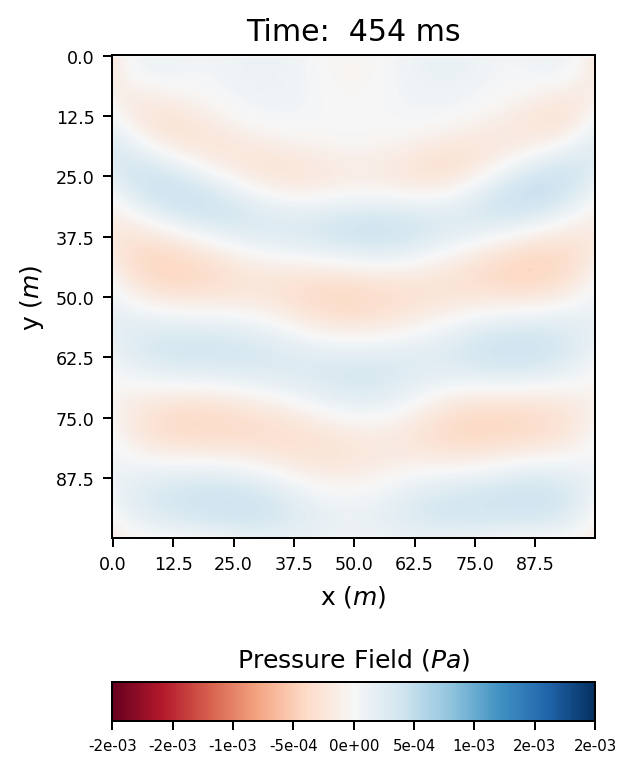 Time:  454 ms
0.0
12.5
25.0
37.5
50.0
62.5
75.0
87.5
y (m)
0.0 12.5 25.0 37.5 50.0 62.5 75.0 87.5
x (m)
Pressure Field (Pa)
-2e-03 -2e-03 -1e-03 -5e-04 0e+00 5e-04 1e-03 2e-03 2e-03